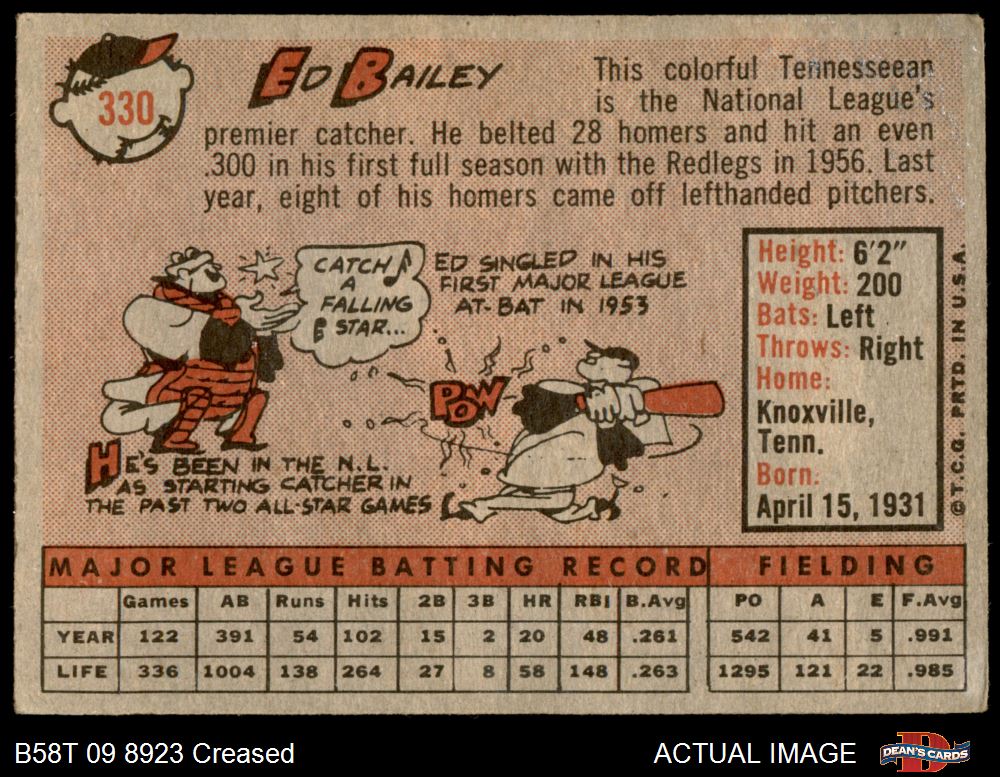 330
ED BAILEY
This colorful Tennesseean
is the National League's
premier catcher. He belted 28 homers and hit an even
.300 in his first full season with the Redlegs in 1956. Last
year, eight of his homers came off lefthanded pitchers.
CATCH
A
FALLING
STAR...
ED SINGLED IN HIS
FIRST MAJOR LEAGUE
AT-BAT IN 1953
POW
HE'S BEEN IN THE N.L.
AS STARTING CATCHER IN
THE PAST TWO ALL-STAR GAMES
Height: 6'2"
Weight: 200
Bats: Left
Throws: Right
Home:
Knoxville,
Tenn.
Born:
April 15, 1931
© T.C.G. PRTD. IN U.S.A.
MAJOR LEAGUE BATTING RECORD FIELDING
Games AB Runs Hits 2B 3B HR RBI B.Avg PO A E F.Avg
YEAR 122 391 54 102 15 2 20 48 .261 542 41 5 .991
LIFE 336 1004 138 264 27 8 58 148 .263 1295 121 22 .985
B58T 09 8923 Creased
ACTUAL IMAGE
D
DEAN'S CARDS